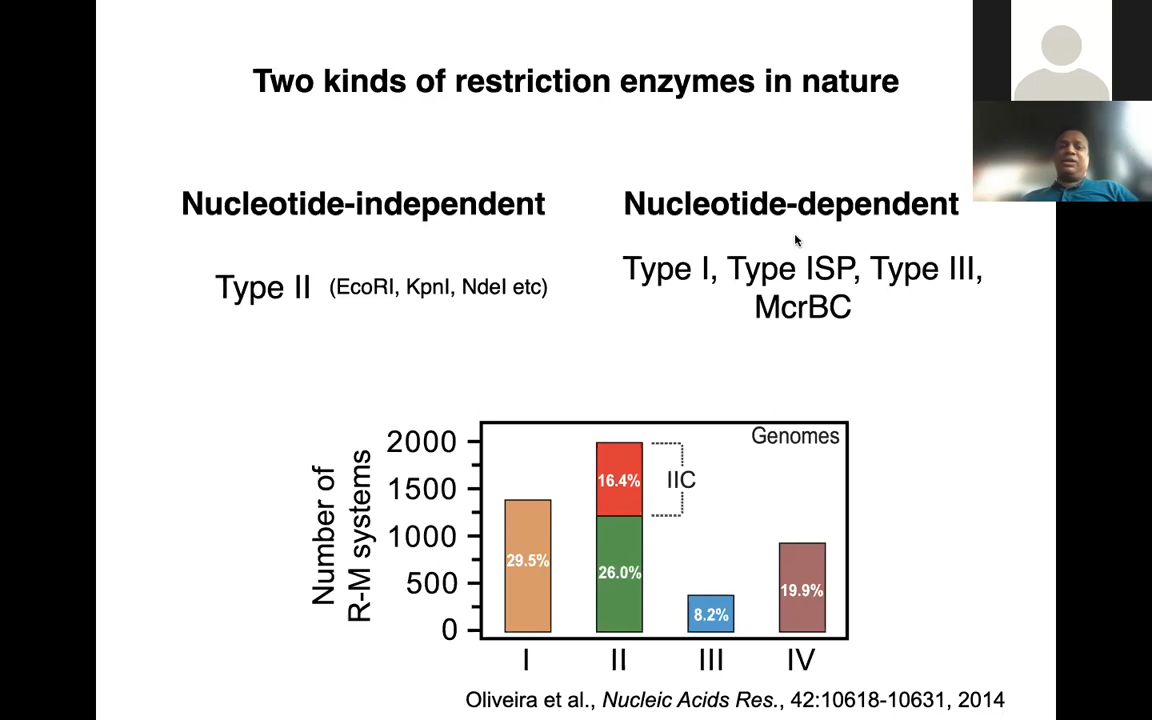 Two kinds of restriction enzymes in nature
Nucleotide-independent
Type II (EcoRI, KpnI, NdeI etc)
Nucleotide-dependent
Type I, Type ISP, Type III,
McrBC
Number of
R-M systems
2000
1500
1000
500
0
Genomes
29.5%
16.4%
26.0%
IIC
8.2%
19.9%
I
II
III
IV
Oliveira et al., Nucleic Acids Res., 42:10618-10631, 2014